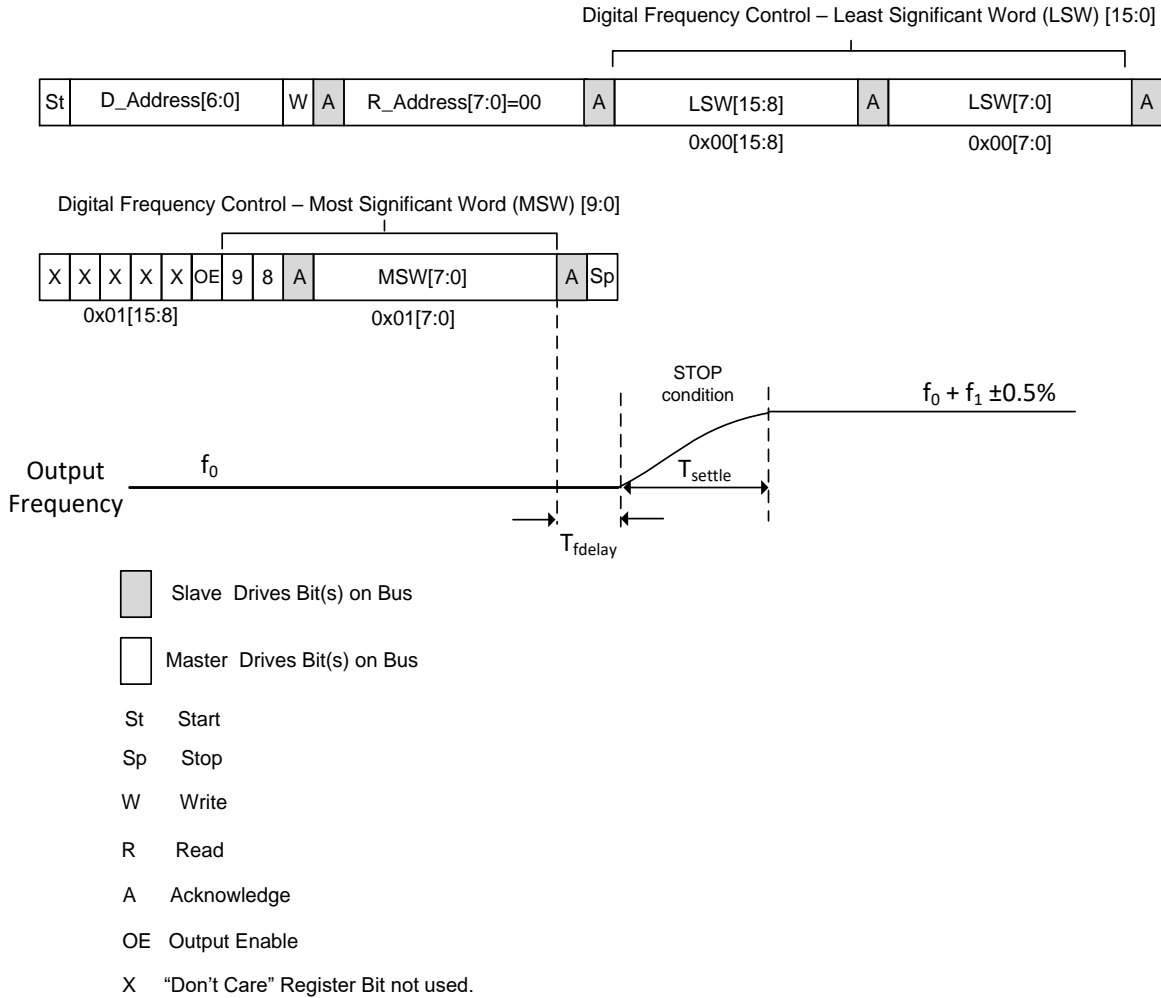 Digital Frequency Control – Least Significant Word (LSW) [15:0]
St D_Address[6:0] W A R_Address[7:0]=00 A LSW[15:8] A LSW[7:0] A
0x00[15:8] 0x00[7:0]
Digital Frequency Control – Most Significant Word (MSW) [9:0]
X X X X X OE 9 8 A MSW[7:0] A Sp
0x01[15:8] 0x01[7:0]
STOP
condition
f₀ + f₁ ±0.5%
Output
Frequency
f₀
Tsettle
Tfdelay
Slave Drives Bit(s) on Bus
Master Drives Bit(s) on Bus
St Start
Sp Stop
W Write
R Read
A Acknowledge
OE Output Enable
X “Don’t Care” Register Bit not used.